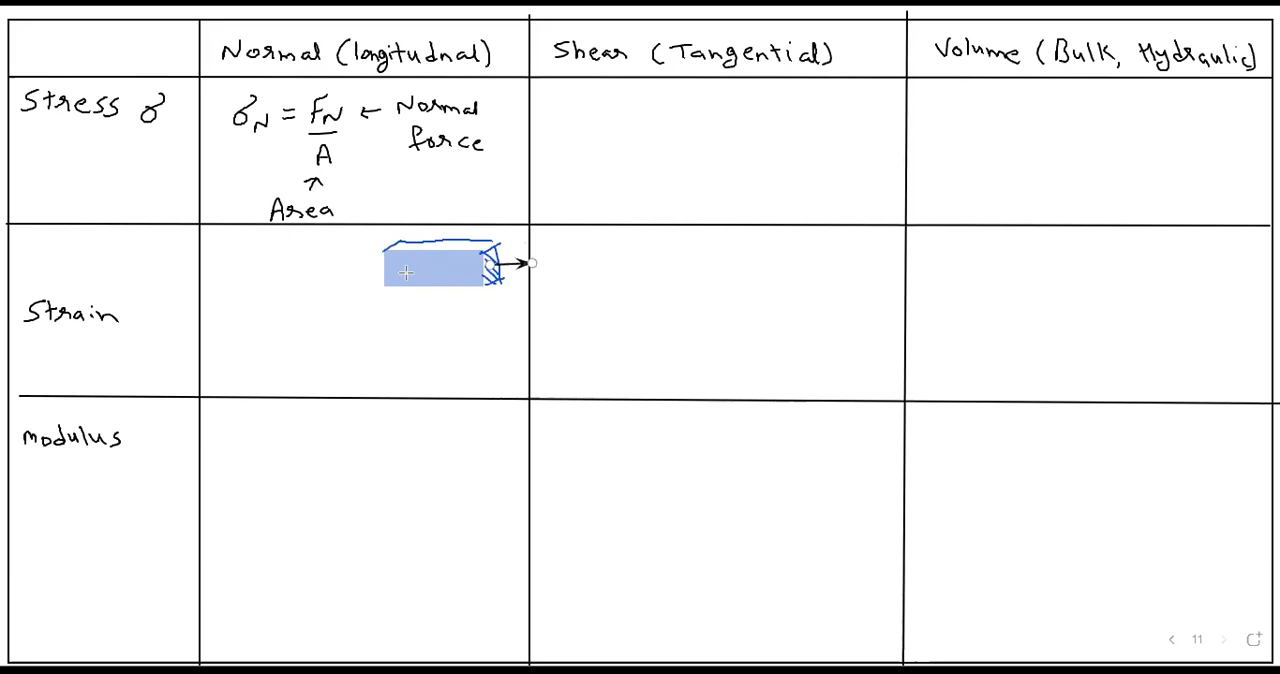 Normal (longitudnal)
Shear (Tangential)
Volume (Bulk, Hydraulic)
Stress σ
σN = FN ← Normal force
A
↑
Area
Strain
modulus
< 11 >